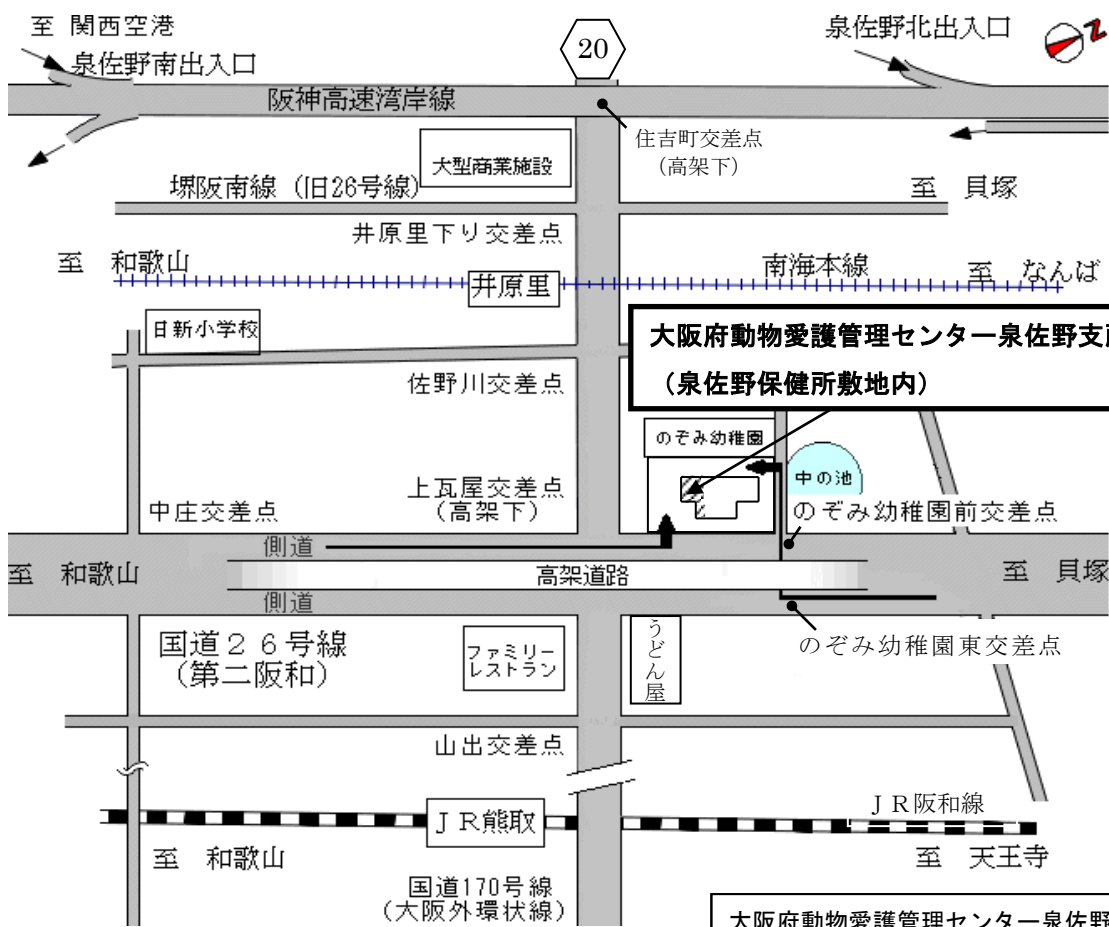 至 関西空港
泉佐野南出入口
20
泉佐野北出入口
阪神高速湾岸線
住吉町交差点
（高架下）
大型商業施設
堺阪南線（旧26号線）
至 貝塚
井原里下り交差点
至 和歌山
井原里
南海本線
至 なんば
日新小学校
大阪府動物愛護管理センター泉佐野支
（泉佐野保健所敷地内）
佐野川交差点
のぞみ幼稚園
中の池
上瓦屋交差点
（高架下）
中庄交差点
のぞみ幼稚園前交差点
側道
至 和歌山
高架道路
至 貝塚
側道
国道２６号線
（第二阪和）
ファミリー
レストラン
うどん屋
のぞみ幼稚園東交差点
山出交差点
ＪＲ阪和線
ＪＲ熊取
至 和歌山
至 天王寺
国道170号線
（大阪外環状線）
大阪府動物愛護管理センター泉佐野